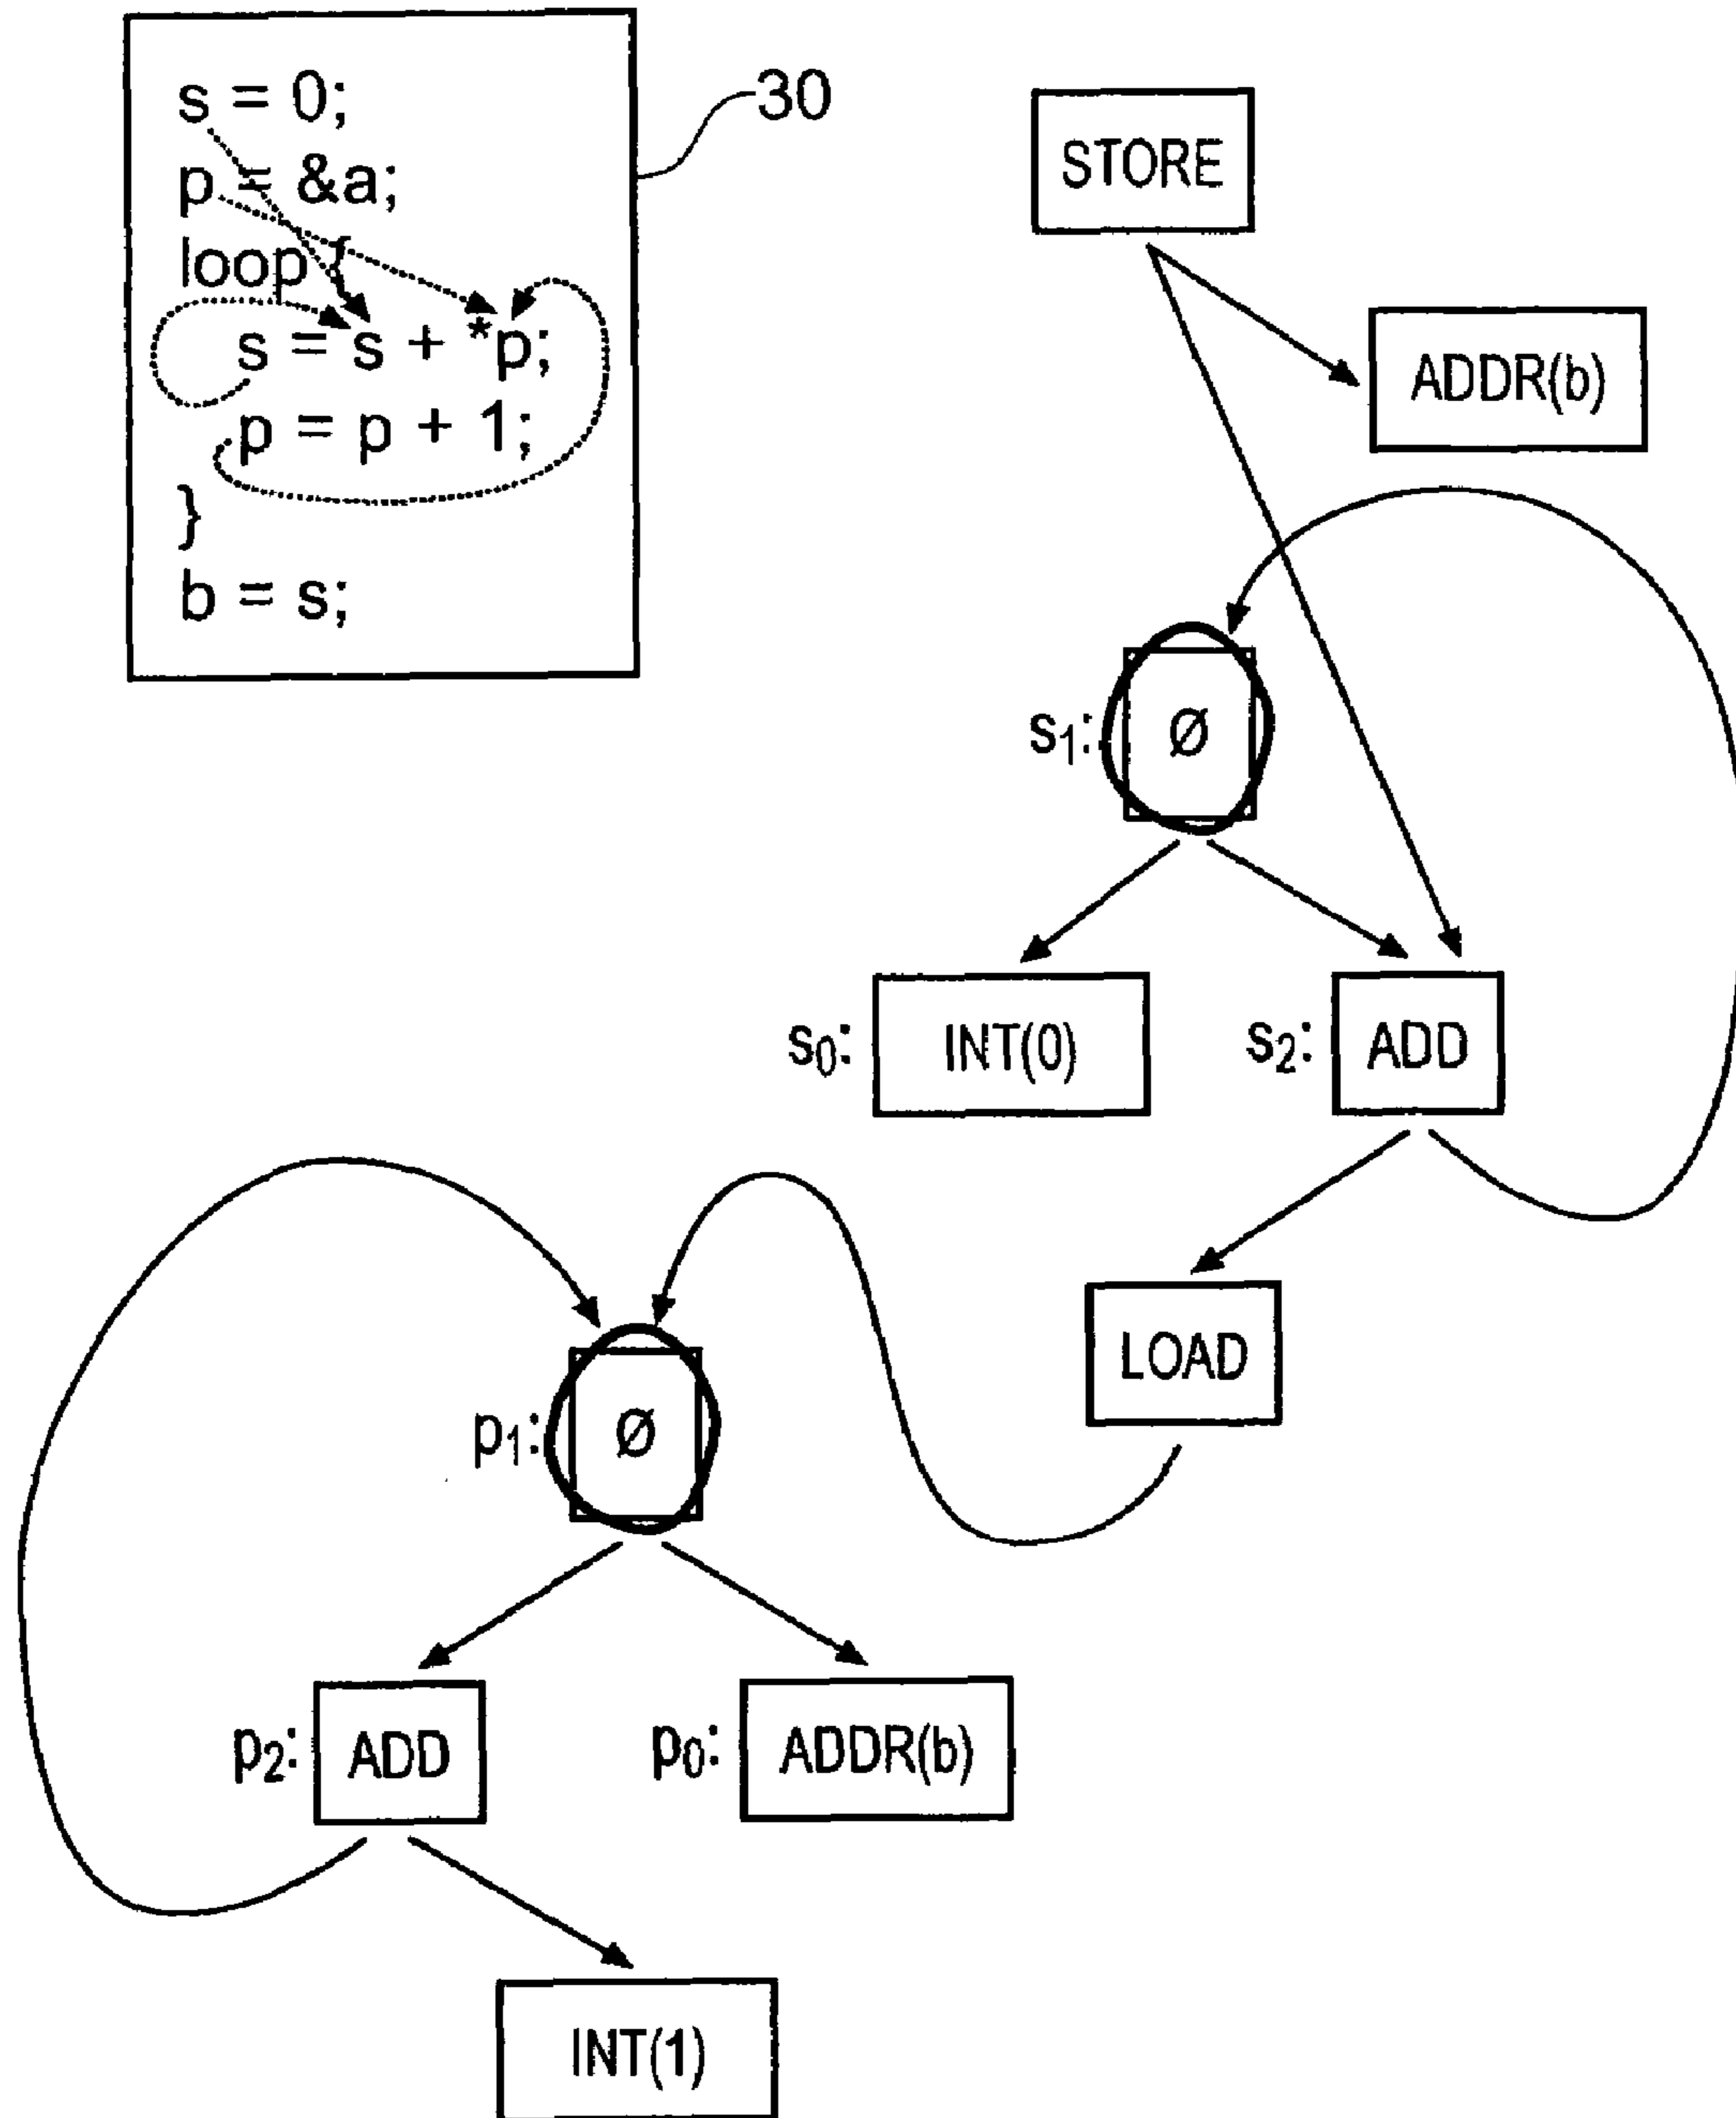 s = 0;
p = &a;
loop {
s = s + *p;
p = p + 1;
}
b = s;
30
STORE
ADDR(b)
s₁: Ø
s₀: INT(0)
s₂: ADD
LOAD
p₁: Ø
p₂: ADD
p₀: ADDR(b)
INT(1)